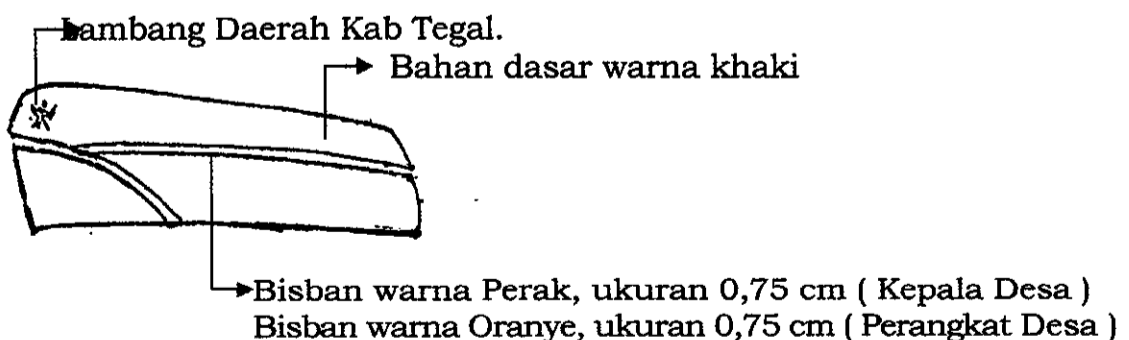 Lambang Daerah Kab Tegal.
Bahan dasar warna khaki
Bisban warna Perak, ukuran 0,75 cm ( Kepala Desa )
Bisban warna Oranye, ukuran 0,75 cm ( Perangkat Desa )